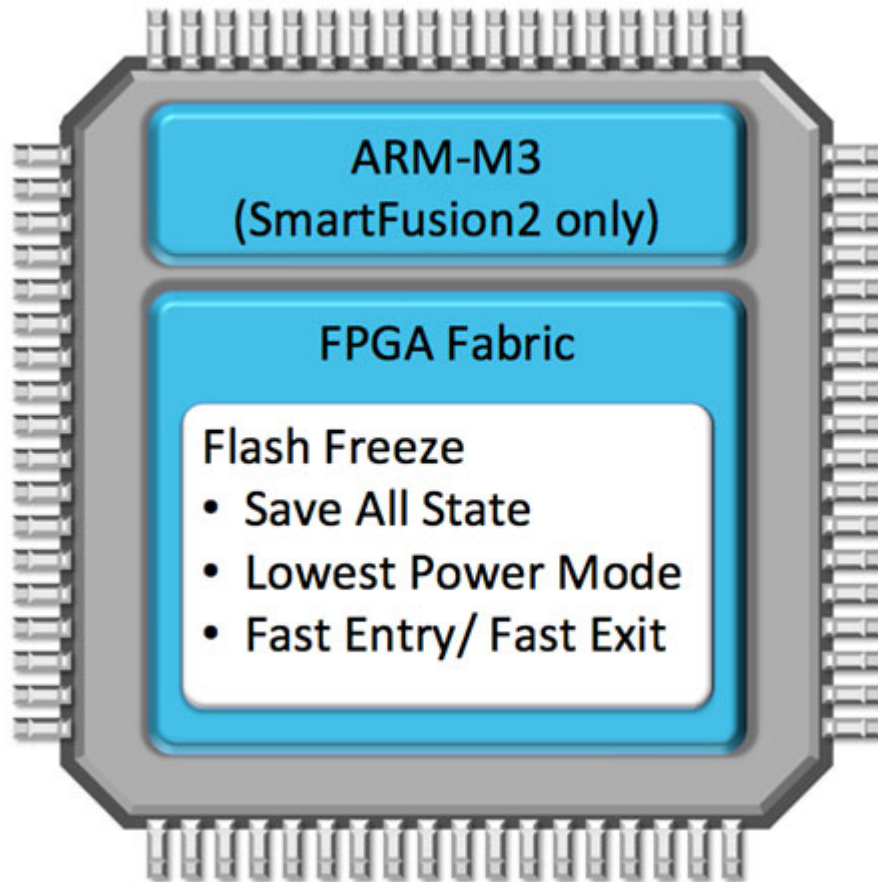 ARM-M3
(SmartFusion2 only)
FPGA Fabric
Flash Freeze
• Save All State
• Lowest Power Mode
• Fast Entry/ Fast Exit